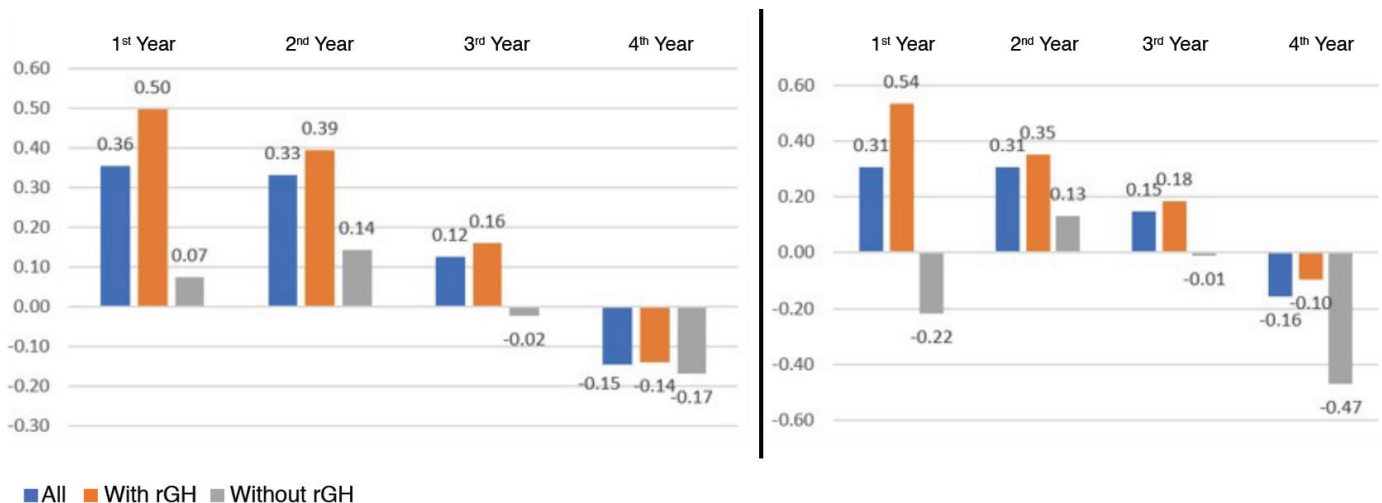 1st Year 2nd Year 3rd Year 4th Year
0.60
0.50
0.40
0.30
0.20
0.10
0.00
-0.10
-0.20
-0.30
0.36 0.50 0.07
0.33 0.39 0.14
0.12 0.16 -0.02
-0.15 -0.14 -0.17
1st Year 2nd Year 3rd Year 4th Year
0.60
0.40
0.20
0.00
-0.20
-0.40
-0.60
0.31 0.54 -0.22
0.31 0.35 0.13
0.15 0.18 -0.01
-0.16 -0.10 -0.47
All With rGH Without rGH